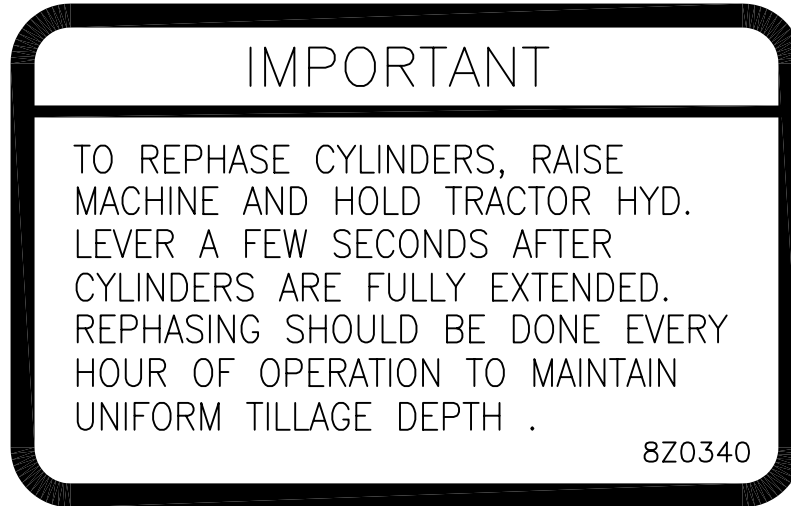 IMPORTANT
TO REPHASE CYLINDERS, RAISE
MACHINE AND HOLD TRACTOR HYD.
LEVER A FEW SECONDS AFTER
CYLINDERS ARE FULLY EXTENDED.
REPHASING SHOULD BE DONE EVERY
HOUR OF OPERATION TO MAINTAIN
UNIFORM TILLAGE DEPTH .
8Z0340